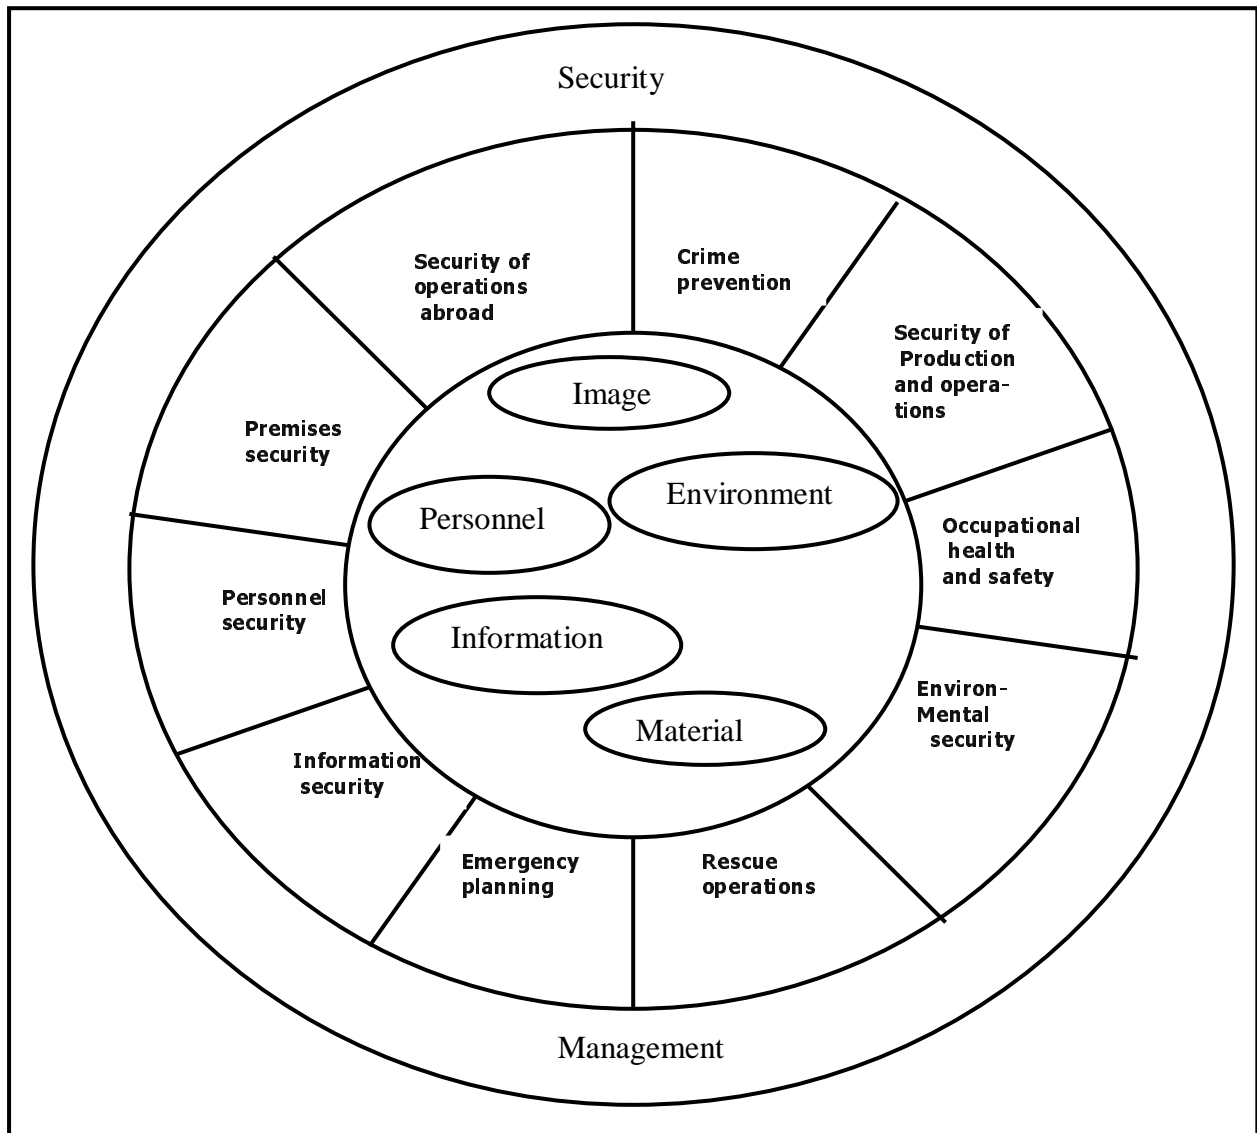 Security
Crime
prevention
Security of
Production
and opera-
tions
Occupational
health
and safety
Environ-
Mental
security
Rescue
operations
Emergency
planning
Information
security
Personnel
security
Premises
security
Security of
operations
abroad
Image
Environment
Personnel
Information
Material
Management